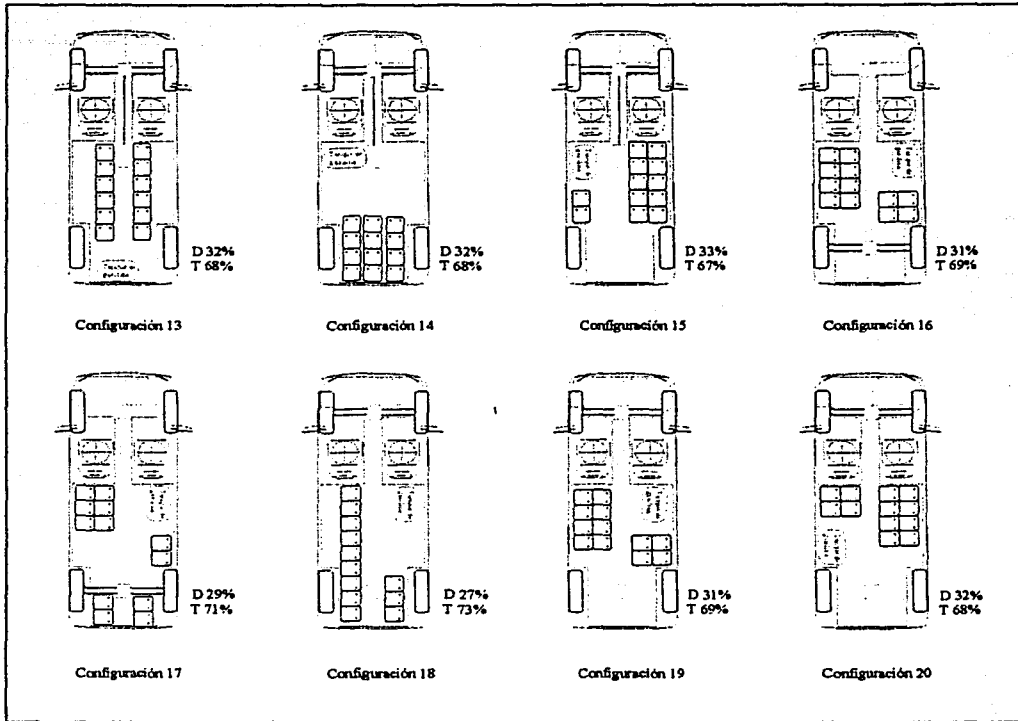 D 32%
T 68%
D 32%
T 68%
D 33%
T 67%
D 31%
T 69%
Configuración 13
Configuración 14
Configuración 15
Configuración 16
D 29%
T 71%
D 27%
T 73%
D 31%
T 69%
D 32%
T 68%
Configuración 17
Configuración 18
Configuración 19
Configuración 20